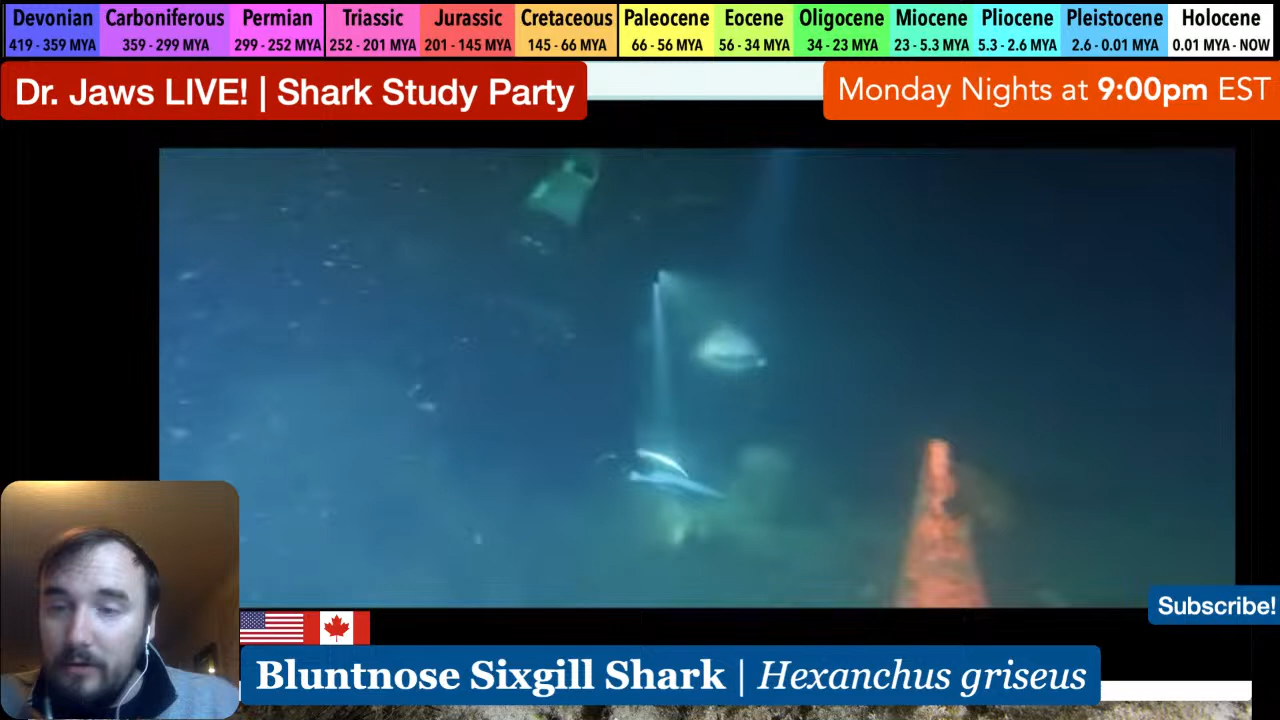 Devonian Carboniferous Permian Triassic Jurassic Cretaceous Paleocene Eocene Oligocene Miocene Pliocene Pleistocene Holocene
419 - 359 MYA 359 - 299 MYA 299 - 252 MYA 252 - 201 MYA 201 - 145 MYA 145 - 66 MYA 66 - 56 MYA 56 - 34 MYA 34 - 23 MYA 23 - 5.3 MYA 5.3 - 2.6 MYA 2.6 - 0.01 MYA 0.01 MYA - NOW
Dr. Jaws LIVE! | Shark Study Party
Monday Nights at 9:00pm EST
Subscribe!
Bluntnose Sixgill Shark | Hexanchus griseus